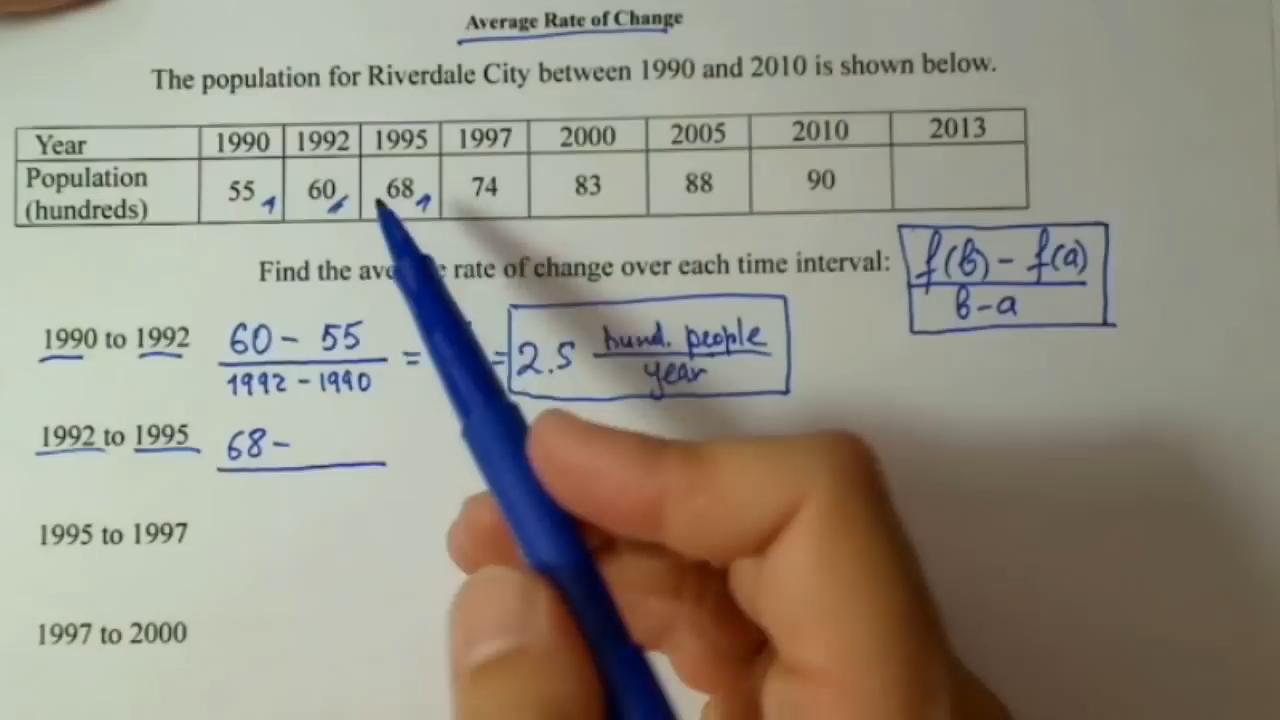 Average Rate of Change
The population for Riverdale City between 1990 and 2010 is shown below.
Year 1990 1992 1995 1997 2000 2005 2010 2013
Population (hundreds) 55 60 68 74 83 88 90
Find the rate of change over each time interval:
f(b) - f(a)
b-a
1990 to 1992
60 - 55
1992 - 1990
=
= 2.5 hund. people
year
1992 to 1995
68 -
1995 to 1997
1997 to 2000